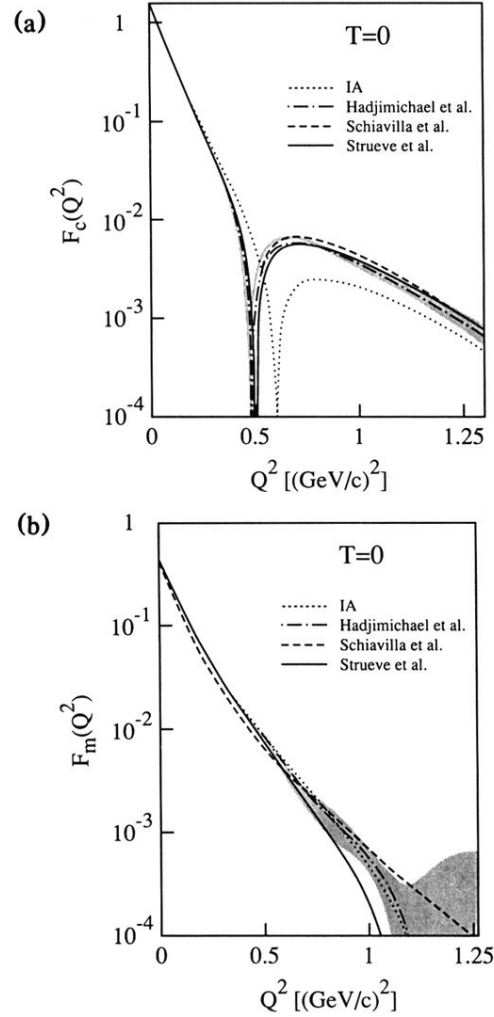 (a)
T=0
IA
Hadjimichael et al.
Schiavilla et al.
Strueve et al.
F_c(Q^2)
1
10^-1
10^-2
10^-3
10^-4
0
0.5
1
1.25
Q^2 [(GeV/c)^2]
(b)
T=0
IA
Hadjimichael et al.
Schiavilla et al.
Strueve et al.
F_m(Q^2)
1
10^-1
10^-2
10^-3
10^-4
0
0.5
1
1.25
Q^2 [(GeV/c)^2]